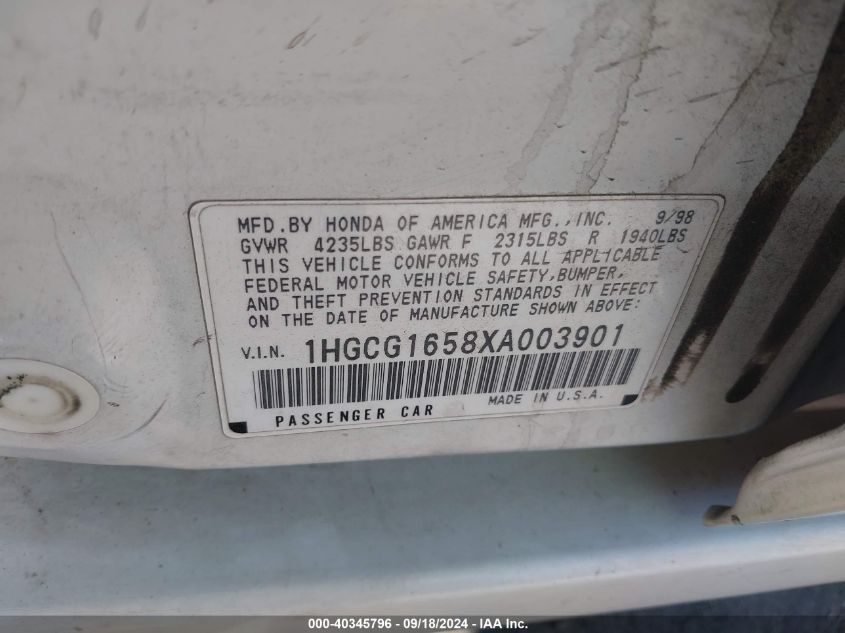 MFD.BY HONDA OF AMERICA MFG., INC. 9/98
GVWR 4235LBS GAWR F 2315LBS R 1940LBS
THIS VEHICLE CONFORMS TO ALL APPLICABLE
FEDERAL MOTOR VEHICLE SAFETY,BUMPER,
AND THEFT PREVENTION STANDARDS IN EFFECT
ON THE DATE OF MANUFACTURE SHOWN ABOVE:
V.I.N. 1HGCG1658XA003901
PASSENGER CAR MADE IN U.S.A.
000-40345796 - 09/18/2024 - IAA Inc.